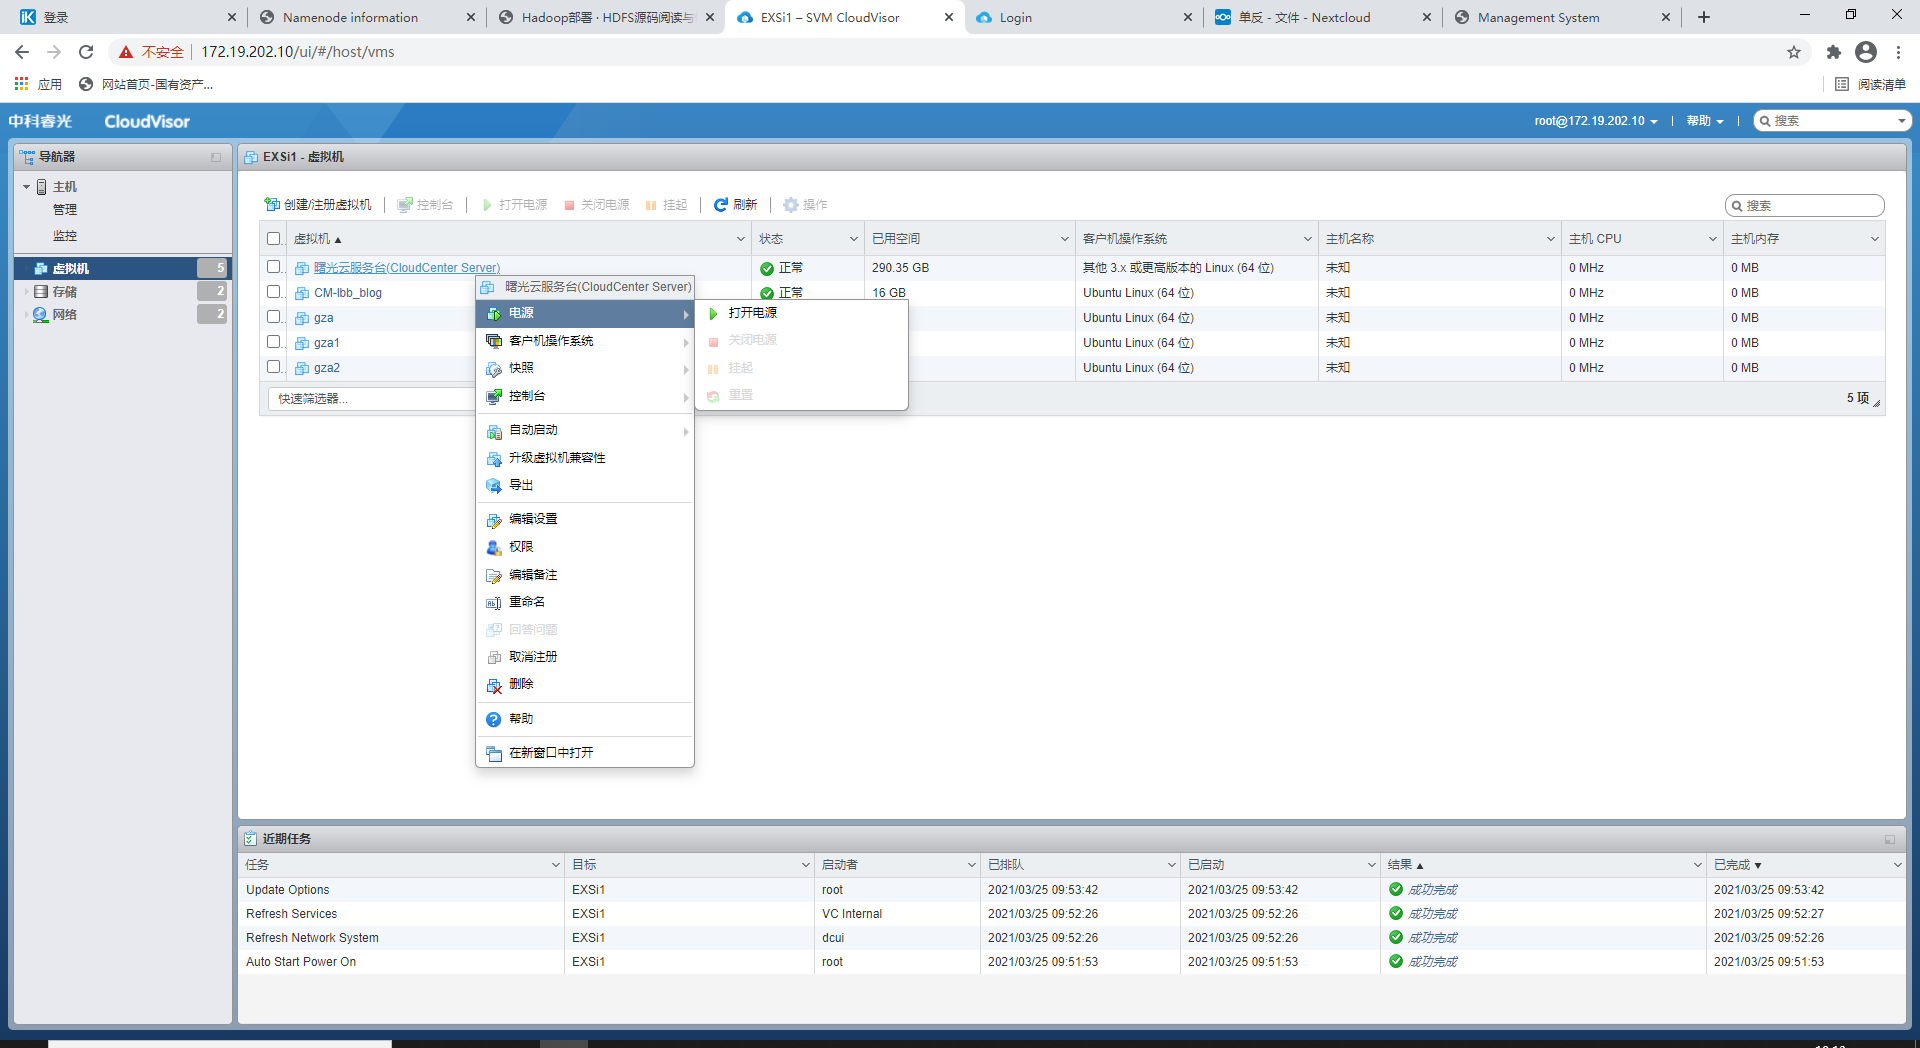 登录
Namenode information
Hadoop部署 · HDFS源码阅读与
EXSi1 – SVM CloudVisor
Login
单反 - 文件 - Nextcloud
Management System
不安全
172.19.202.10/ui/#/host/vms
应用
网站首页-国有资产...
阅读清单
中科睿光 CloudVisor
root@172.19.202.10
帮助
搜索
导航器
主机
管理
监控
虚拟机 5
存储 2
网络 2
EXSi1 - 虚拟机
创建/注册虚拟机 控制台 打开电源 关闭电源 挂起 刷新 操作
搜索
虚拟机 状态 已用空间 客户机操作系统 主机名称 主机 CPU 主机内存
曙光云服务台(CloudCenter Server) 正常 290.35 GB 其他 3.x 或更高版本的 Linux (64 位) 未知 0 MHz 0 MB
CM-lbb_blog 正常 16 GB Ubuntu Linux (64 位) 未知 0 MHz 0 MB
gza Ubuntu Linux (64 位) 未知 0 MHz 0 MB
gza1 Ubuntu Linux (64 位) 未知 0 MHz 0 MB
gza2 Ubuntu Linux (64 位) 未知 0 MHz 0 MB
快速筛选器...
5 项
曙光云服务台(CloudCenter Server)
电源
客户机操作系统
快照
控制台
自动启动
升级虚拟机兼容性
导出
编辑设置
权限
编辑备注
重命名
回答问题
取消注册
删除
帮助
在新窗口中打开
打开电源
关闭电源
挂起
重置
近期任务
任务 目标 启动者 已排队 已启动 结果 已完成
Update Options EXSi1 root 2021/03/25 09:53:42 2021/03/25 09:53:42 成功完成 2021/03/25 09:53:42
Refresh Services EXSi1 VC Internal 2021/03/25 09:52:26 2021/03/25 09:52:26 成功完成 2021/03/25 09:52:27
Refresh Network System EXSi1 dcui 2021/03/25 09:52:26 2021/03/25 09:52:26 成功完成 2021/03/25 09:52:26
Auto Start Power On EXSi1 root 2021/03/25 09:51:53 2021/03/25 09:51:53 成功完成 2021/03/25 09:51:53